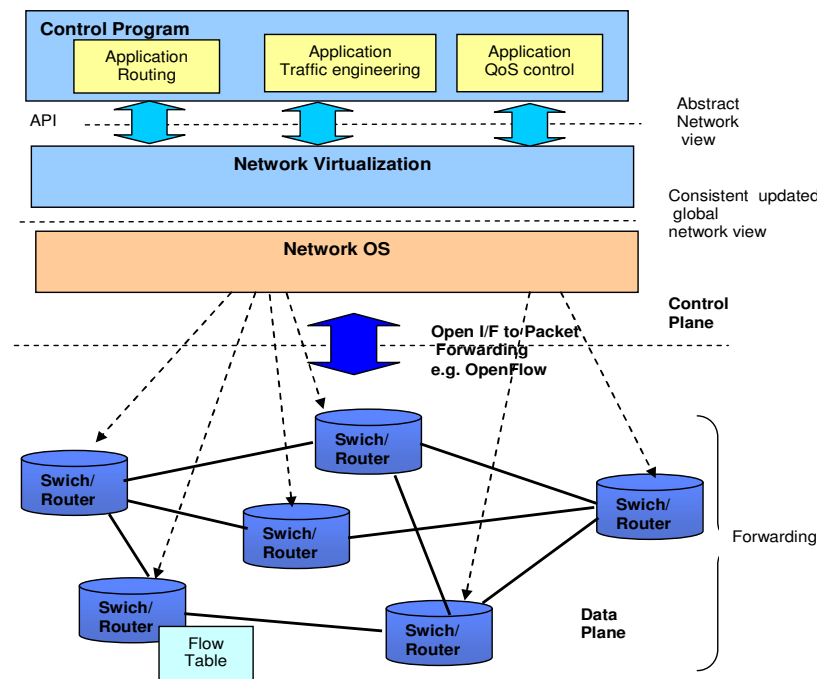 Control Program
Application
Routing
Application
Traffic engineering
Application
QoS control
API
Abstract
Network
view
Network Virtualization
Consistent updated
global
network view
Network OS
Control
Plane
Open I/F to Packet
Forwarding
e.g. OpenFlow
Swich/
Router
Swich/
Router
Swich/
Router
Swich/
Router
Forwarding
Swich/
Router
Swich/
Router
Data
Plane
Flow
Table